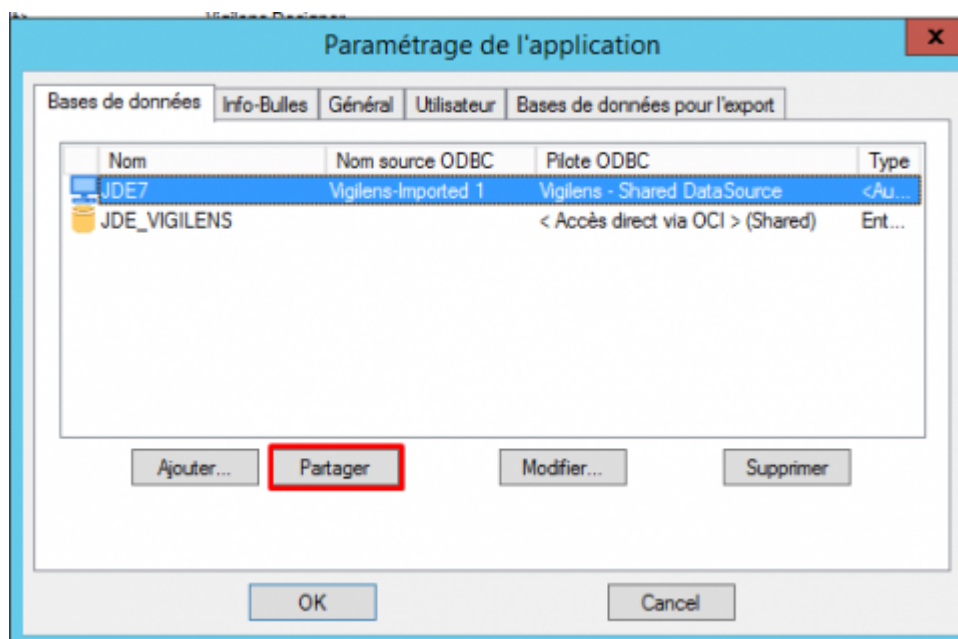 Vigilens Designer
Paramétrage de l'application
x
Bases de données Info-Bulles Général Utilisateur Bases de données pour l'export
Nom Nom source ODBC Pilote ODBC Type
JDE7 Vigilens-Imported 1 Vigilens - Shared DataSource <Au...
JDE_VIGILENS < Accès direct via OCI > (Shared) Ent...
Ajouter... Partager Modifier... Supprimer
OK Cancel